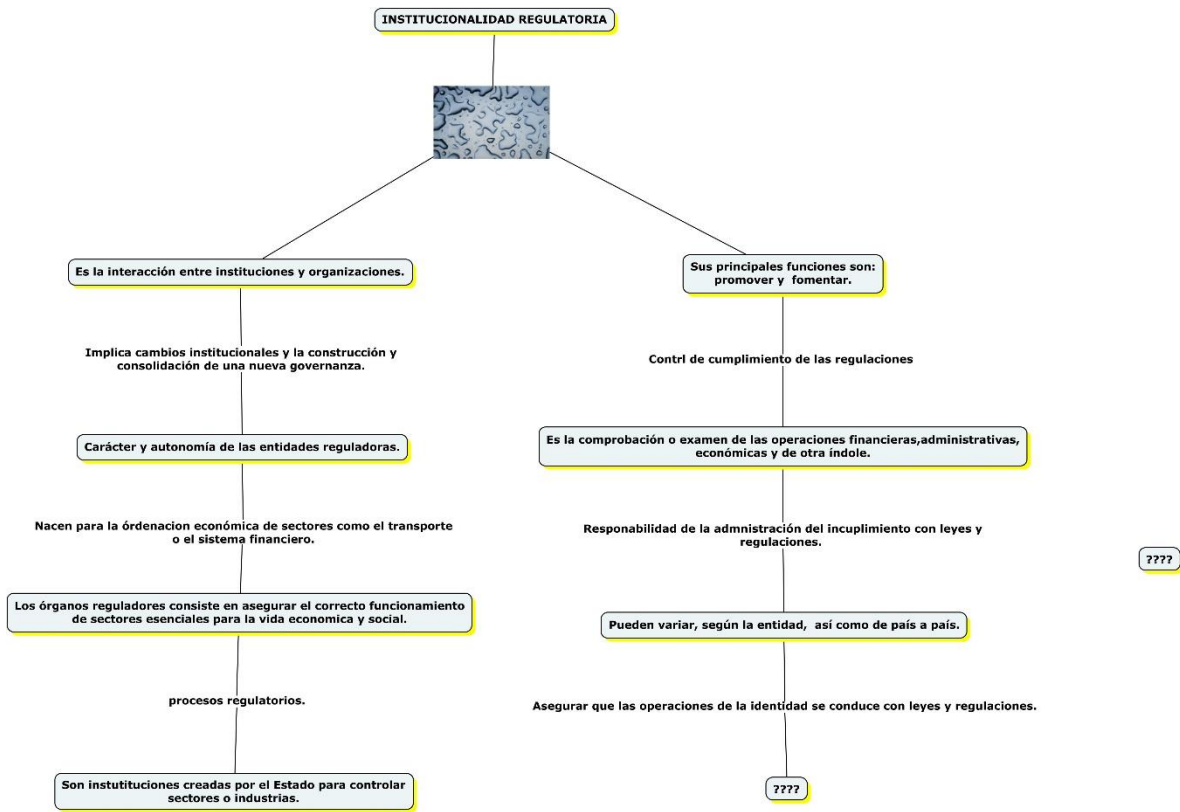 INSTITUCIONALIDAD REGULATORIA
Es la interacción entre instituciones y organizaciones.
Implica cambios institucionales y la construcción y
consolidación de una nueva governanza.
Carácter y autonomía de las entidades reguladoras.
Nacen para la órdenacion económica de sectores como el transporte
o el sistema financiero.
Los órganos reguladores consiste en asegurar el correcto funcionamiento
de sectores esenciales para la vida economica y social.
procesos regulatorios.
Son instutituciones creadas por el Estado para controlar
sectores o industrias.
Sus principales funciones son:
promover y  fomentar.
Contrl de cumplimiento de las regulaciones
Es la comprobación o examen de las operaciones financieras,administrativas,
económicas y de otra índole.
Responabilidad de la admnistración del incuplimiento con leyes y
regulaciones.
Pueden variar, según la entidad,  así como de país a país.
Asegurar que las operaciones de la identidad se conduce con leyes y regulaciones.
????
????